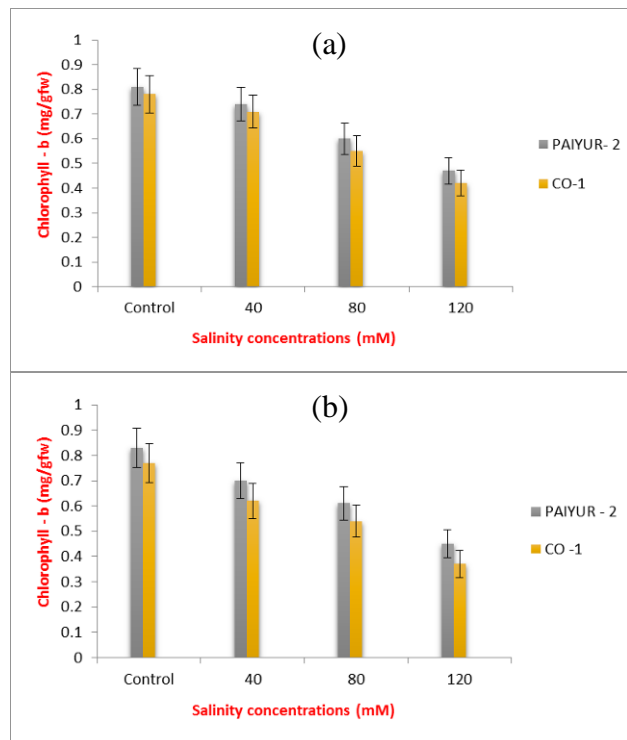 (a)
Chlorophyll - b (mg/gfw)
1
0.9
0.8
0.7
0.6
0.5
0.4
0.3
0.2
0.1
0
Control 40 80 120
Salinity concentrations (mM)
PAIYUR- 2
CO-1
(b)
Chlorophyll - b (mg/gfw)
1
0.9
0.8
0.7
0.6
0.5
0.4
0.3
0.2
0.1
0
Control 40 80 120
Salinity concentrations (mM)
PAIYUR - 2
CO -1